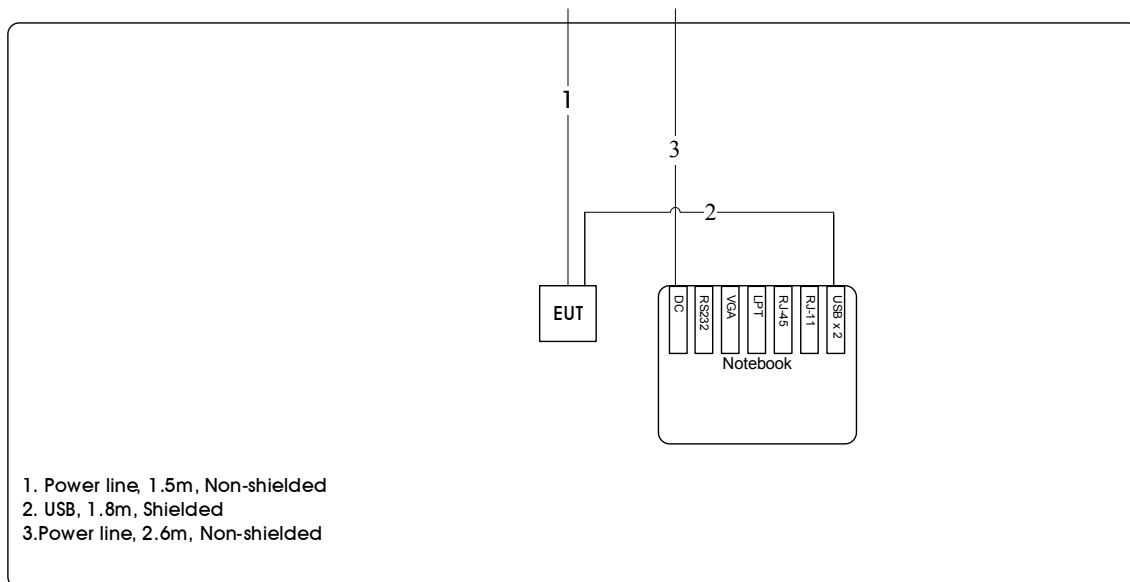 1
3
2
EUT
DC
RS232
VGA
LPT
RJ-45
RJ-11
USB x 2
Notebook
1. Power line, 1.5m, Non-shielded
2. USB, 1.8m, Shielded
3.Power line, 2.6m, Non-shielded